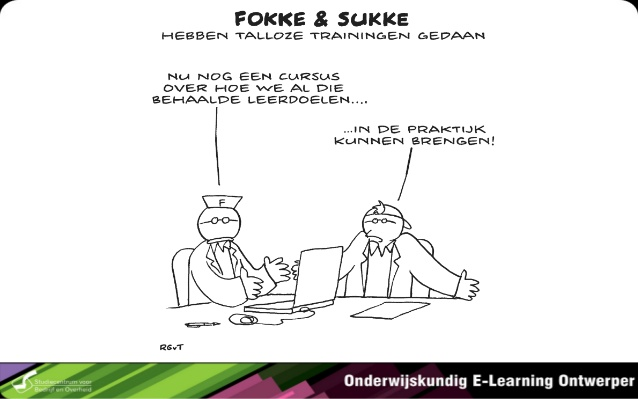 FOKKE & SUKKE
HEBBEN TALLOZE TRAININGEN GEDAAN
NU NOG EEN CURSUS
OVER HOE WE AL DIE
BEHAALDE LEERDOELEN....
...IN DE PRAKTIJK
KUNNEN BRENGEN!
F
RGvT
Studiecentrum voor
Bedrijf en Overheid
Onderwijskundig E-Learning Ontwerper